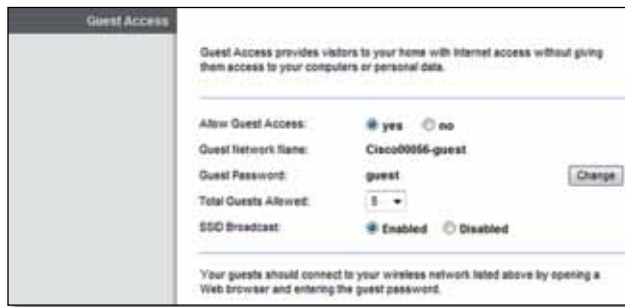 Guest Access
Guest Access provides visitors to your home with Internet access without giving
them access to your computers or personal data.
Allow Guest Access: yes no
Guest Network Name: Cisco00056-guest
Guest Password: guest Change
Total Guests Allowed: 5
SSID Broadcast: Enabled Disabled
Your guests should connect to your wireless network listed above by opening a
Web browser and entering the guest password.